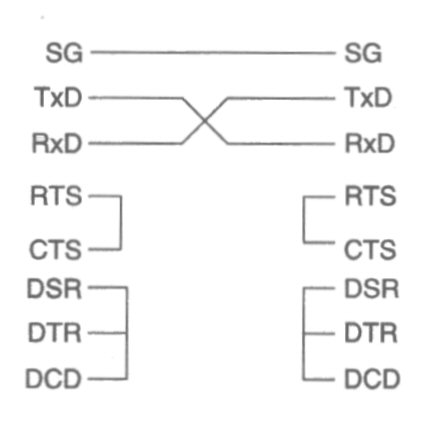 SG SG
TxD TxD
RxD RxD
RTS RTS
CTS CTS
DSR DSR
DTR DTR
DCD DCD